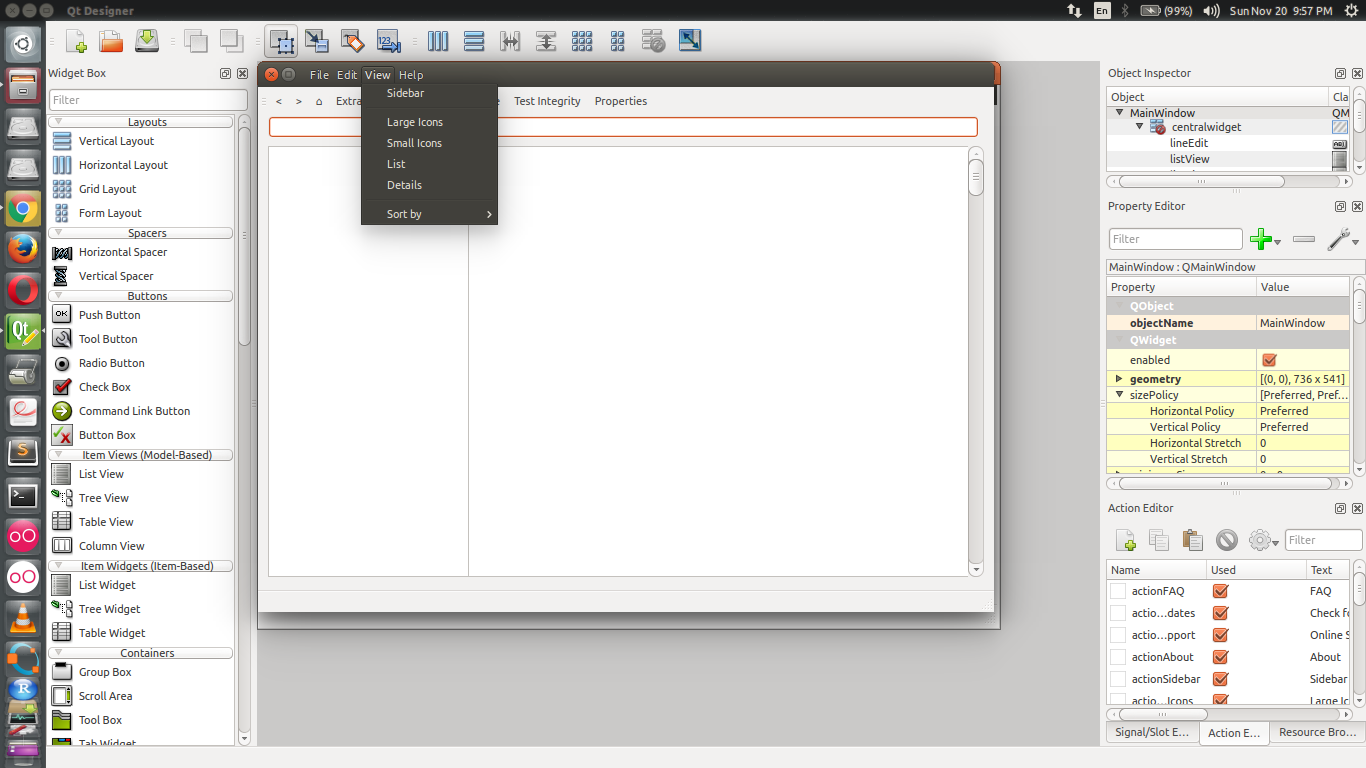 Qt Designer
En
(99%)
Sun Nov 20 9:57 PM
Widget Box
Filter
Layouts
Vertical Layout
Horizontal Layout
Grid Layout
Form Layout
Spacers
Horizontal Spacer
Vertical Spacer
Buttons
OK
Push Button
Tool Button
Radio Button
Check Box
Command Link Button
Button Box
Item Views (Model-Based)
List View
Tree View
Table View
Column View
Item Widgets (Item-Based)
List Widget
Tree Widget
Table Widget
Containers
Group Box
Scroll Area
Tool Box
Tab Widget
File Edit View Help
< > Extra
Test Integrity Properties
Sidebar
Large Icons
Small Icons
List
Details
Sort by
Object Inspector
Object Cla
MainWindow QM
centralwidget
lineEdit
listView
Property Editor
Filter
MainWindow : QMainWindow
Property Value
QObject
objectName MainWindow
QWidget
enabled
geometry [(0, 0), 736 x 541]
sizePolicy [Preferred, Pref...
Horizontal Policy Preferred
Vertical Policy Preferred
Horizontal Stretch 0
Vertical Stretch 0
Action Editor
Filter
Name Used Text
actionFAQ FAQ
actio...dates Check fo
actio...pport Online S
actionAbout About
actionSidebar Sidebar
actio...Icons Large Ic
Signal/Slot E... Action E... Resource Bro...